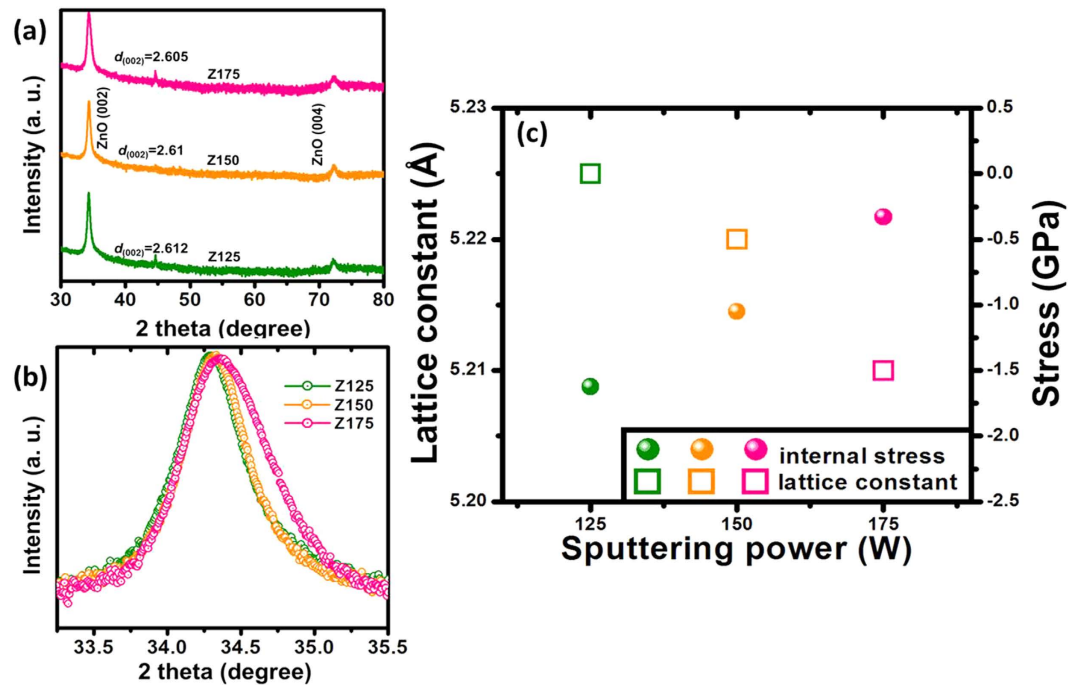 (a)
Intensity (a. u.)
d(002)=2.605
Z175
ZnO (002)
ZnO (004)
d(002)=2.61
Z150
d(002)=2.612
Z125
30 40 50 60 70 80
2 theta (degree)
(b)
Intensity (a. u.)
Z125
Z150
Z175
33.5 34.0 34.5 35.0 35.5
2 theta (degree)
(c)
Lattice constant (Å)
5.23
5.22
5.21
5.20
0.5
0.0
-0.5
-1.0
-1.5
-2.0
-2.5
Stress (GPa)
internal stress
lattice constant
125 150 175
Sputtering power (W)